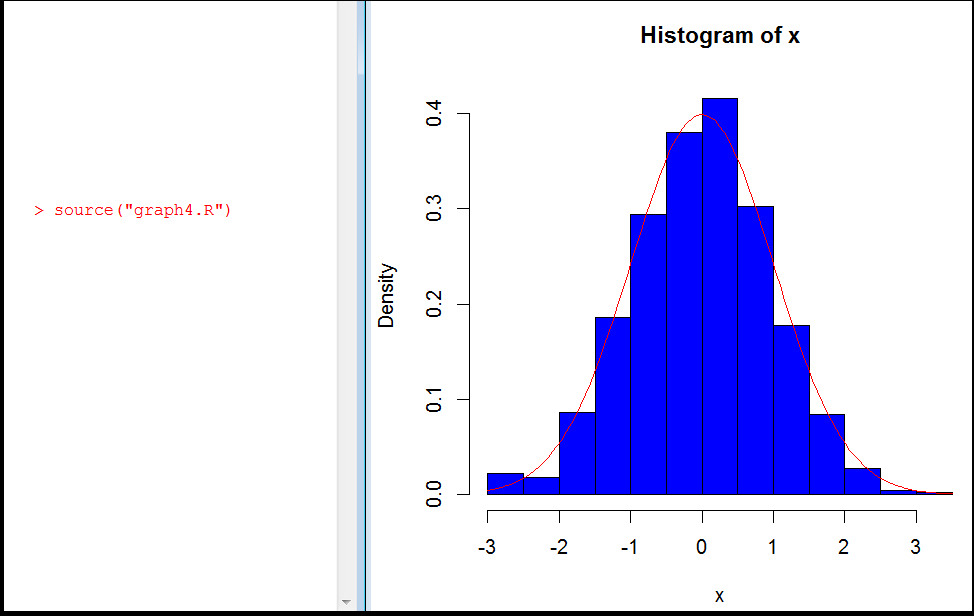 > source("graph4.R")
Histogram of x
Density
0.4
0.3
0.2
0.1
0.0
-3 -2 -1 0 1 2 3
x